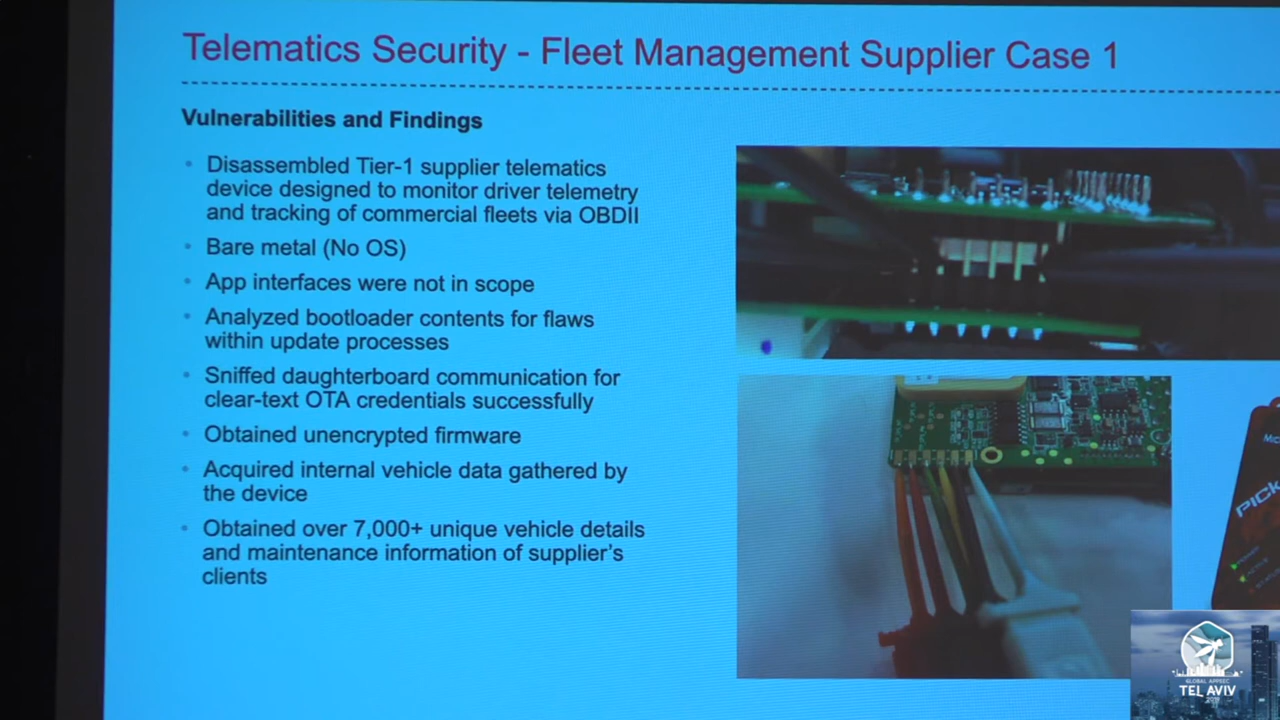 Telematics Security - Fleet Management Supplier Case 1
Vulnerabilities and Findings
• Disassembled Tier-1 supplier telematics
device designed to monitor driver telemetry
and tracking of commercial fleets via OBDII
• Bare metal (No OS)
• App interfaces were not in scope
• Analyzed bootloader contents for flaws
within update processes
• Sniffed daughterboard communication for
clear-text OTA credentials successfully
• Obtained unencrypted firmware
• Acquired internal vehicle data gathered by
the device
• Obtained over 7,000+ unique vehicle details
and maintenance information of supplier's
clients
PICK
GLOBAL APPSEC
TEL AVIV